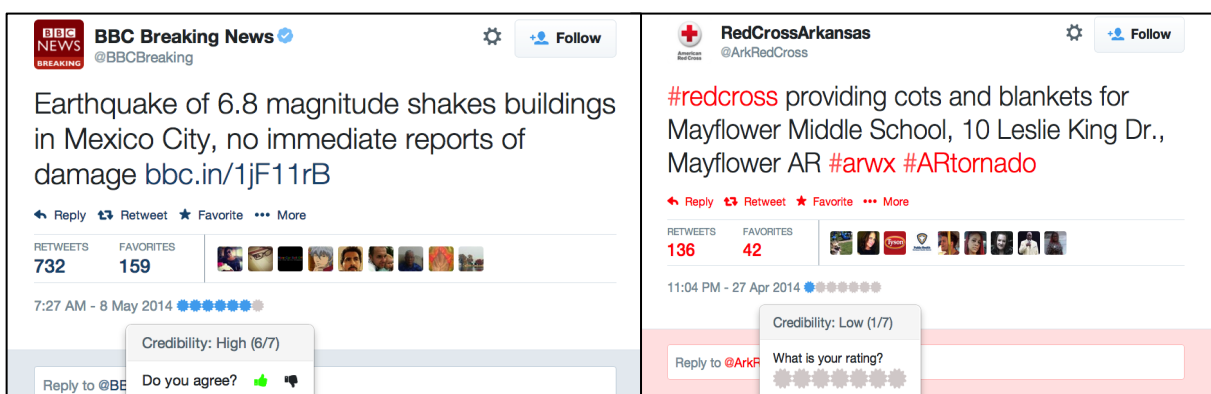 BBC
NEWS
BREAKING
BBC Breaking News
@BBCBreaking
Follow
Earthquake of 6.8 magnitude shakes buildings
in Mexico City, no immediate reports of
damage bbc.in/1jF11rB
Reply Retweet Favorite More
RETWEETS FAVORITES
732 159
7:27 AM - 8 May 2014
Credibility: High (6/7)
Do you agree?
Reply to @BB
American
Red Cross
RedCrossArkansas
@ArkRedCross
Follow
#redcross providing cots and blankets for
Mayflower Middle School, 10 Leslie King Dr.,
Mayflower AR #arwx #ARtornado
Reply Retweet Favorite More
RETWEETS FAVORITES
136 42
Tyson
11:04 PM - 27 Apr 2014
Credibility: Low (1/7)
What is your rating?
Reply to @ArkR